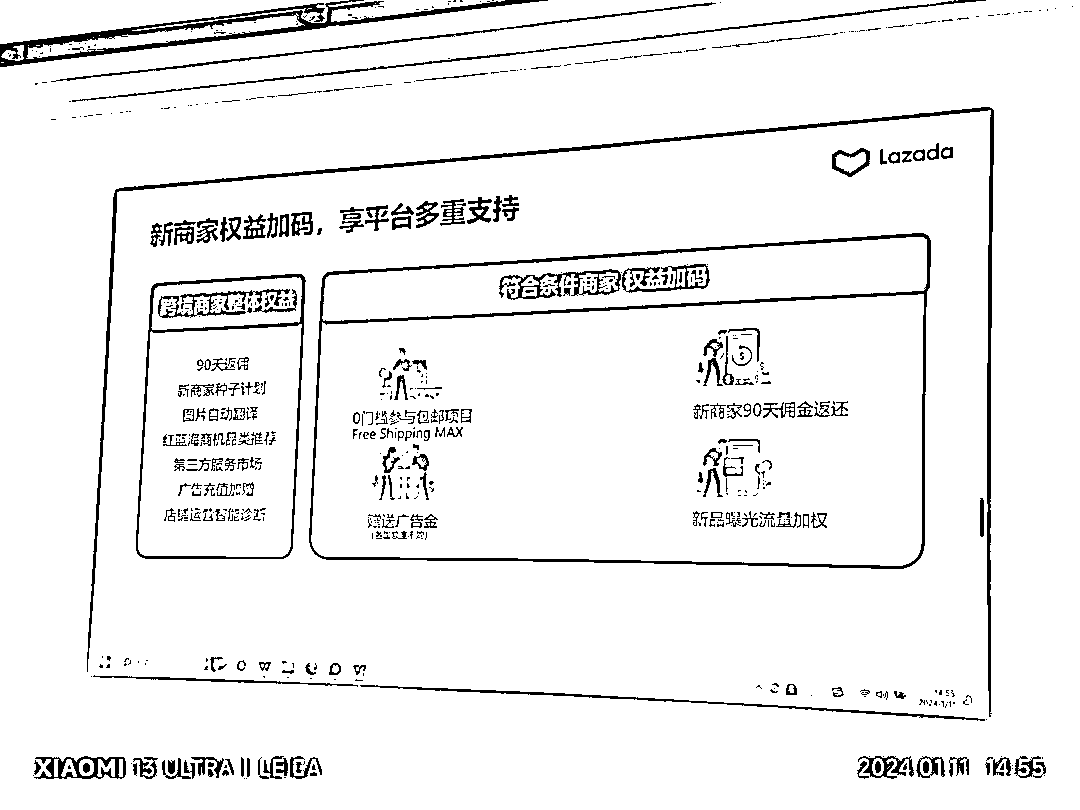 Lazada
新商家权益加码，享平台多重支持
跨境商家整体权益
90天返佣
新商家种子计划
图片自动翻译
红蓝海商机品类推荐
第三方服务市场
广告充值加赠
店铺运营智能诊断
符合条件商家 权益加码
0门槛参与包邮项目
Free Shipping MAX
新商家90天佣金返还
赠送广告金
新品曝光流量加权
14:55
2024/1/11
XIAOMI 13 ULTRA | LEICA
2024.01.11 14:55